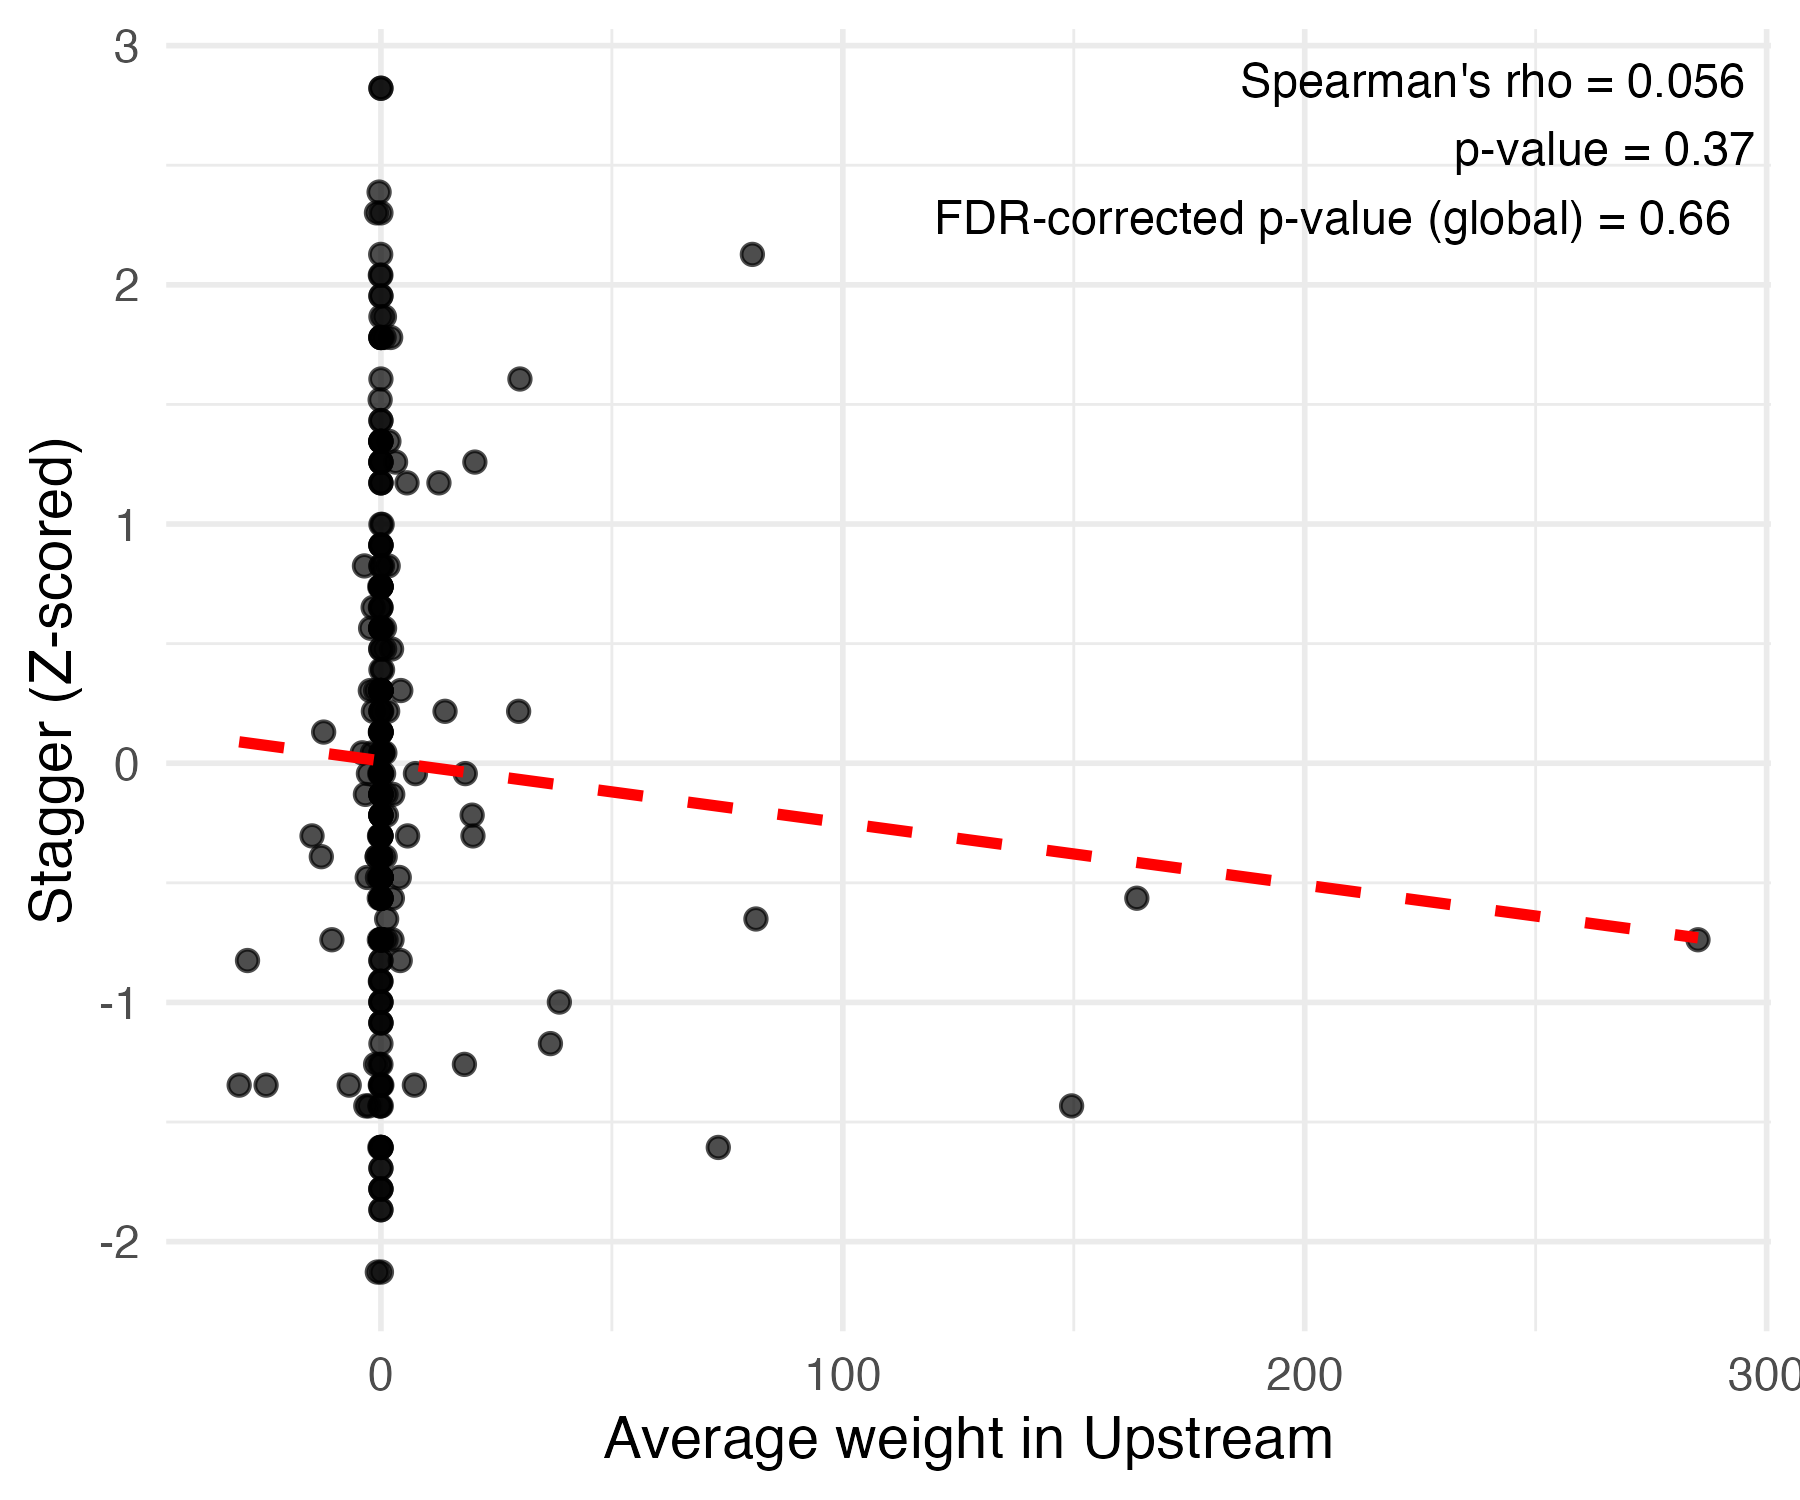 Spearman's rho = 0.056
p-value = 0.37
FDR-corrected p-value (global) = 0.66
3
2
1
0
-1
-2
Stagger (Z-scored)
0
100
200
300
Average weight in Upstream